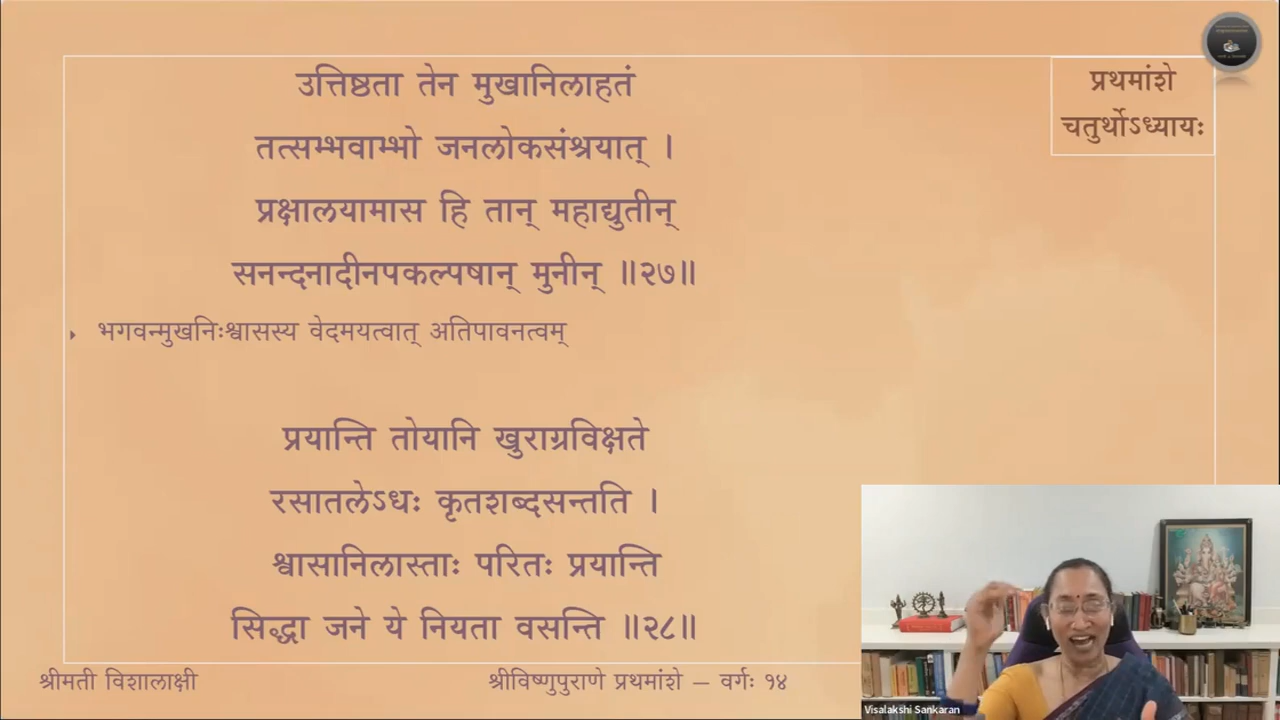 उत्तिष्ठता तेन मुखानिलाहतं
तत्सम्भवाम्भो जनलोकसंश्रयात् ।
प्रक्षालयामास हि तान् महाद्युतीन्
सनन्दनादीनपकल्पषान् मुनीन् ॥२७॥
भगवन्मुखनिःश्वासस्य वेदमयत्वात् अतिपावनत्वम्
प्रयान्ति तोयानि खुराग्रविक्षते
रसातलेऽधः कृतशब्दसन्तति ।
श्वासानिलास्ताः परितः प्रयान्ति
सिद्धा जने ये नियता वसन्ति ॥२८॥
प्रथमांशे
चतुर्थोऽध्यायः
श्रीमती विशालाक्षी
श्रीविष्णुपुराणे प्रथमांशे – वर्गः १४
Visalakshi Sankaran